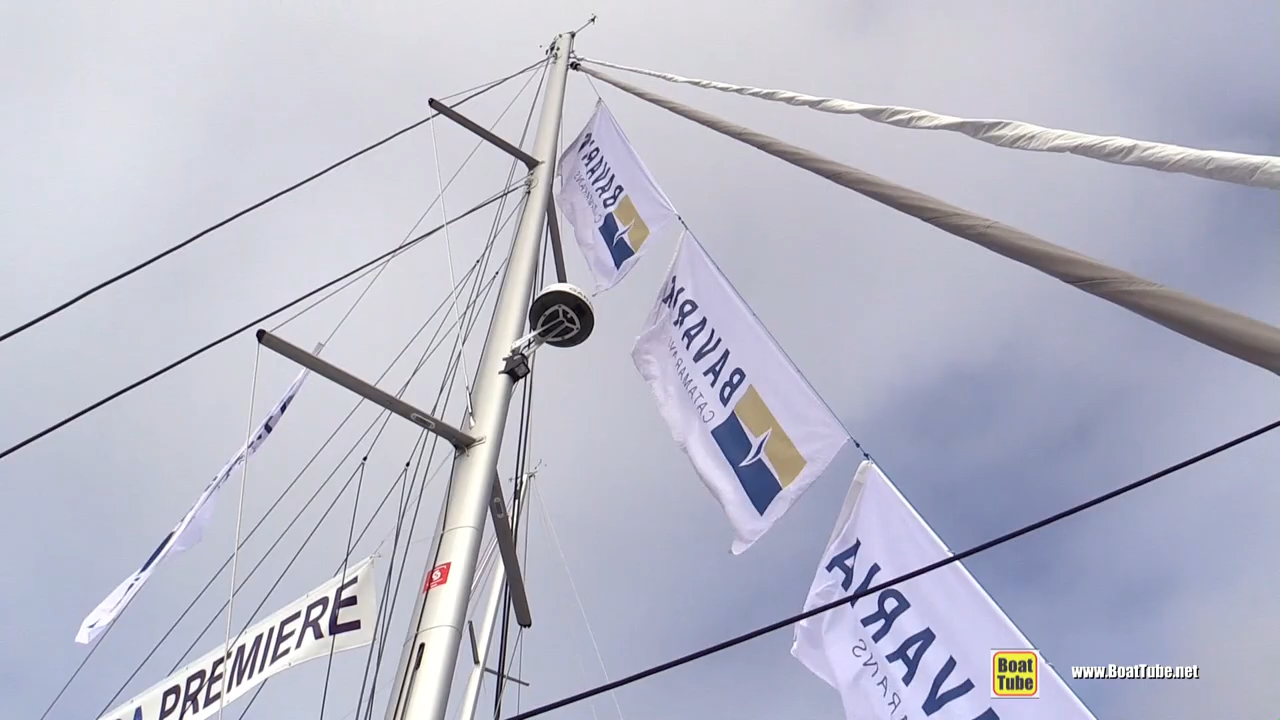 BAVARIA
CATAMARANS
BAVARIA
CATAMARANS
BAVARIA
PREMIERE
Boat
Tube
www.BoatTube.net